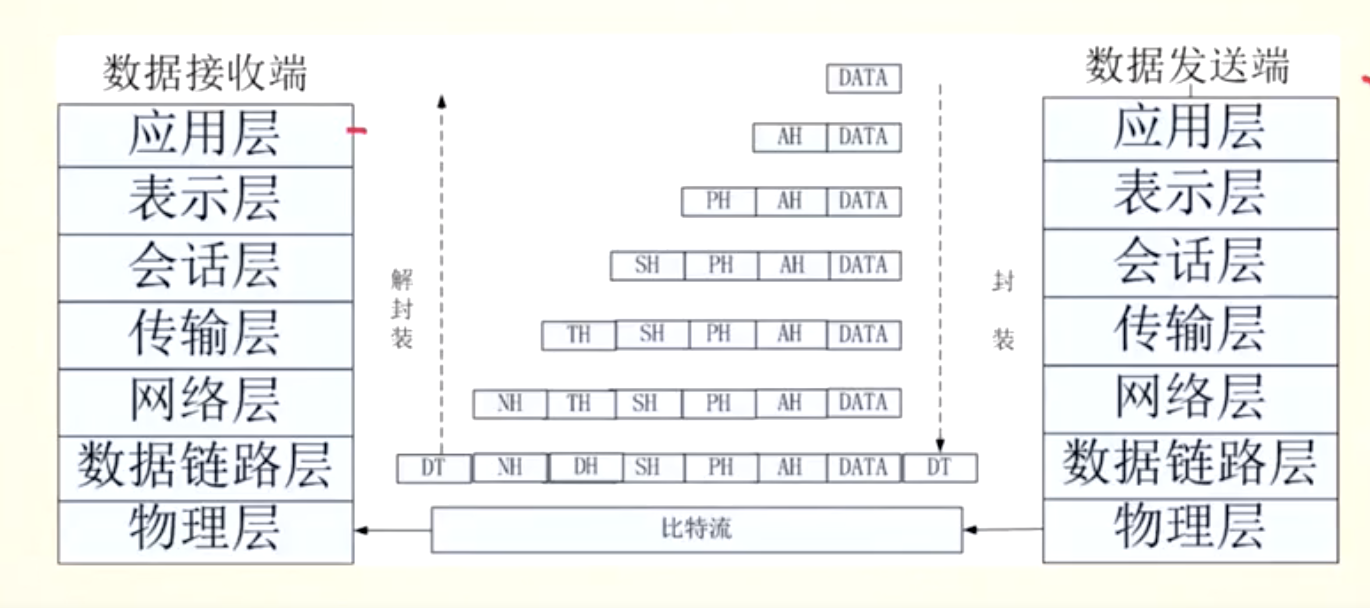 数据接收端
应用层
表示层
会话层
传输层
网络层
数据链路层
物理层
解封装
DATA
AH DATA
PH AH DATA
SH PH AH DATA
TH SH PH AH DATA
NH TH SH PH AH DATA
DT NH DH SH PH AH DATA DT
比特流
封装
数据发送端
应用层
表示层
会话层
传输层
网络层
数据链路层
物理层